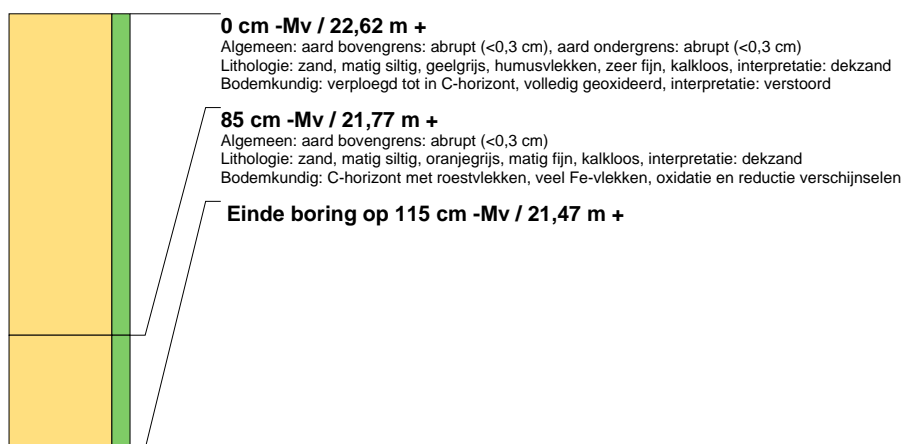 0 cm -Mv / 22,62 m +
Algemeen: aard bovengrens: abrupt (<0,3 cm), aard ondergrens: abrupt (<0,3 cm)
Lithologie: zand, matig siltig, geelgrijs, humusvlekken, zeer fijn, kalkloos, interpretatie: dekzand
Bodemkundig: verploegd tot in C-horizont, volledig geoxideerd, interpretatie: verstoord
85 cm -Mv / 21,77 m +
Algemeen: aard bovengrens: abrupt (<0,3 cm)
Lithologie: zand, matig siltig, oranjegrijs, matig fijn, kalkloos, interpretatie: dekzand
Bodemkundig: C-horizont met roestvlekken, veel Fe-vlekken, oxidatie en reductie verschijnselen
Einde boring op 115 cm -Mv / 21,47 m +